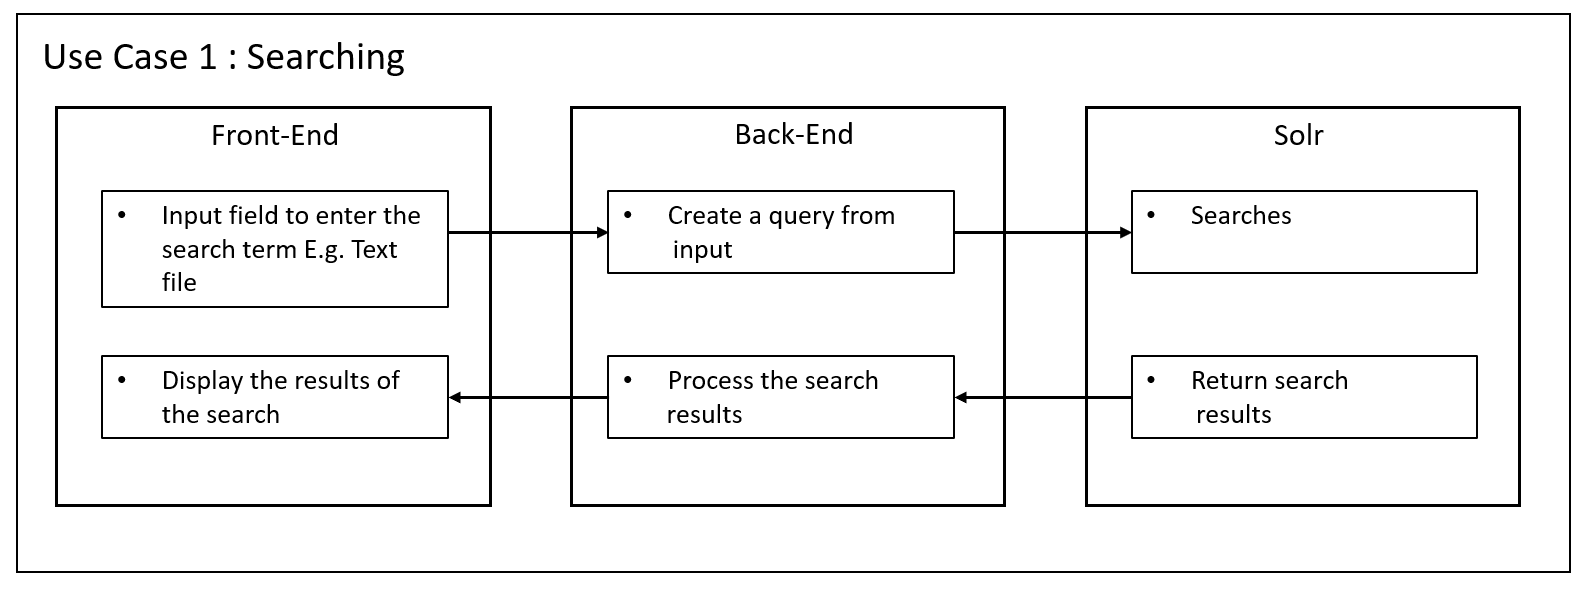 Use Case 1 : Searching
Front-End
• Input field to enter the
search term E.g. Text
file
• Display the results of
the search
Back-End
• Create a query from
input
• Process the search
results
Solr
• Searches
• Return search
results